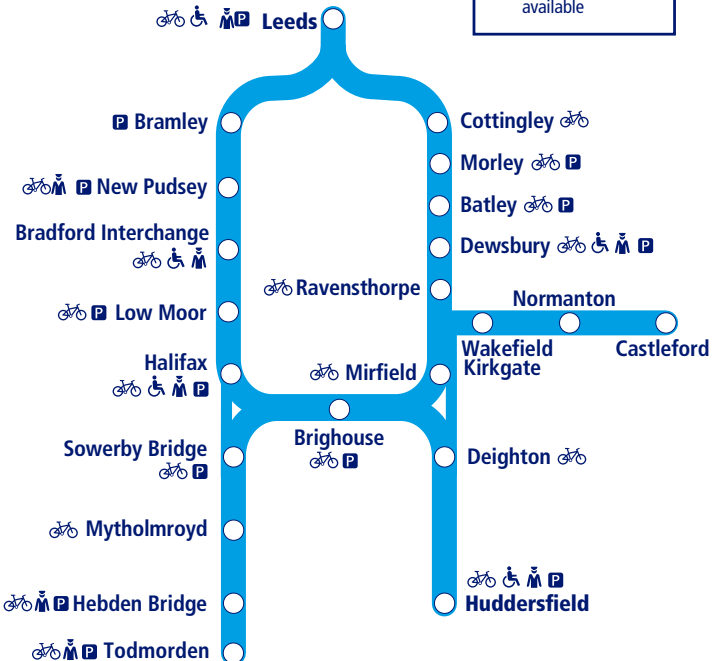 available
Leeds
P
P Bramley
Cottingley
Morley P
P New Pudsey
Batley P
Bradford Interchange
Dewsbury P
Ravensthorpe
Normanton
P Low Moor
Wakefield
Kirkgate
Castleford
Halifax
P
Mirfield
Brighouse
P
Sowerby Bridge
P
Deighton
Mytholmroyd
P
Huddersfield
P Hebden Bridge
P Todmorden